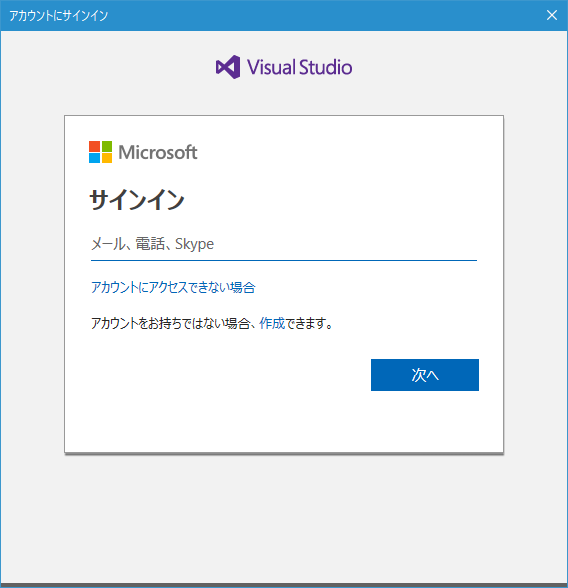 アカウントにサインイン
Visual Studio
Microsoft
サインイン
メール、電話、Skype
アカウントにアクセスできない場合
アカウントをお持ちではない場合、作成できます。
次へ